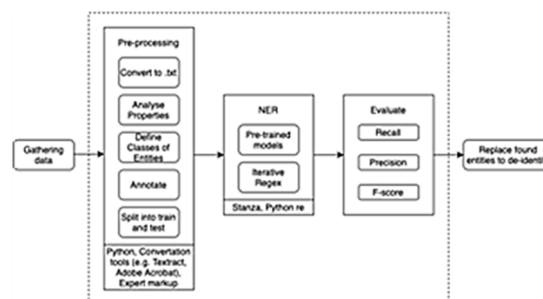 Gathering
data
Pre-processing
Convert to .txt
Analyse
Properties
Define
Classes of
Entities
Annotate
Split into train
and test
Python, Convertation
tools (e.g. Textract,
Adobe Acrobat),
Expert markup
NER
Pre-trained
models
Iterative
Regex
Stanza, Python re
Evaluate
Recall
Precision
F-score
Replace found
entities to de-identif